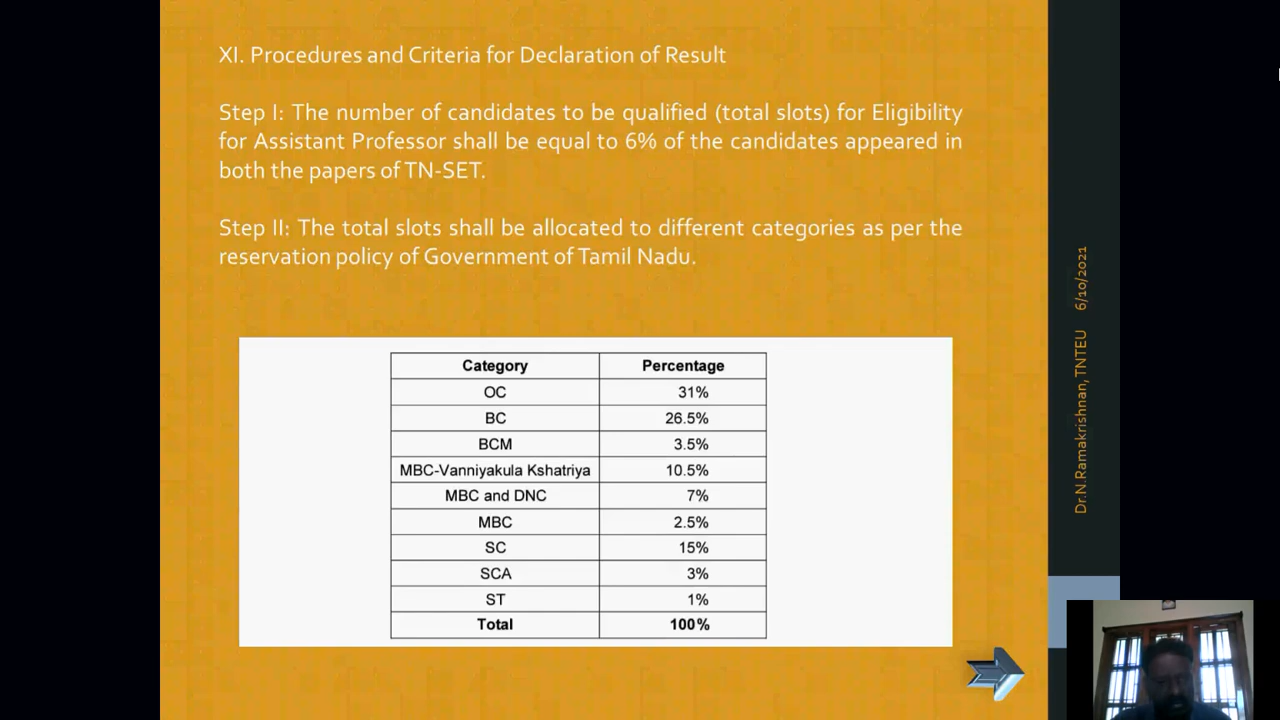 XI. Procedures and Criteria for Declaration of Result
Step I: The number of candidates to be qualified (total slots) for Eligibility
for Assistant Professor shall be equal to 6% of the candidates appeared in
both the papers of TN-SET.
Step II: The total slots shall be allocated to different categories as per the
reservation policy of Government of Tamil Nadu.
Category Percentage
OC 31%
BC 26.5%
BCM 3.5%
MBC-Vanniyakula Kshatriya 10.5%
MBC and DNC 7%
MBC 2.5%
SC 15%
SCA 3%
ST 1%
Total 100%
Dr.N.Ramakrishnan, TNTEU 6/10/2021